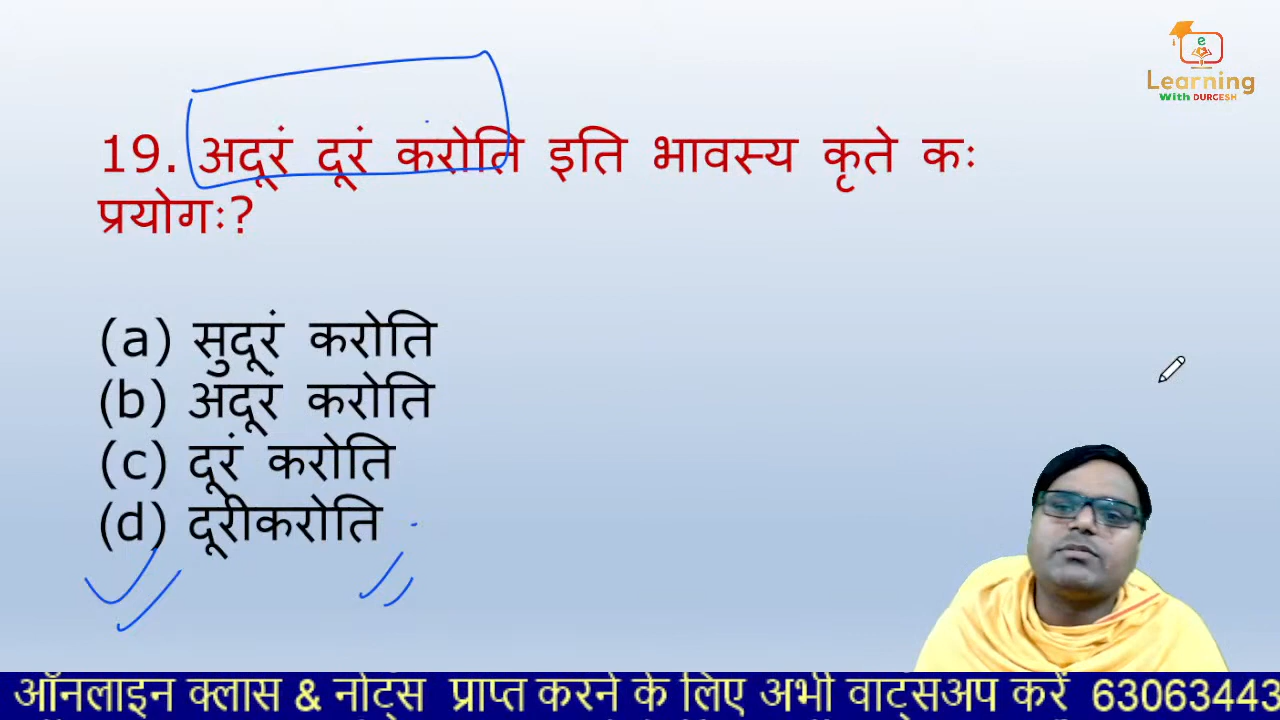 e
Learning
With DURGESH
19. अदूरं दूरं करोति इति भावस्य कृते कः
प्रयोगः?
(a) सुदूरं करोति
(b) अदूरं करोति
(c) दूरं करोति
(d) दूरीकरोति
ऑनलाइन क्लास & नोट्स प्राप्त करने के लिए अभी वाट्सअप करें 63063443